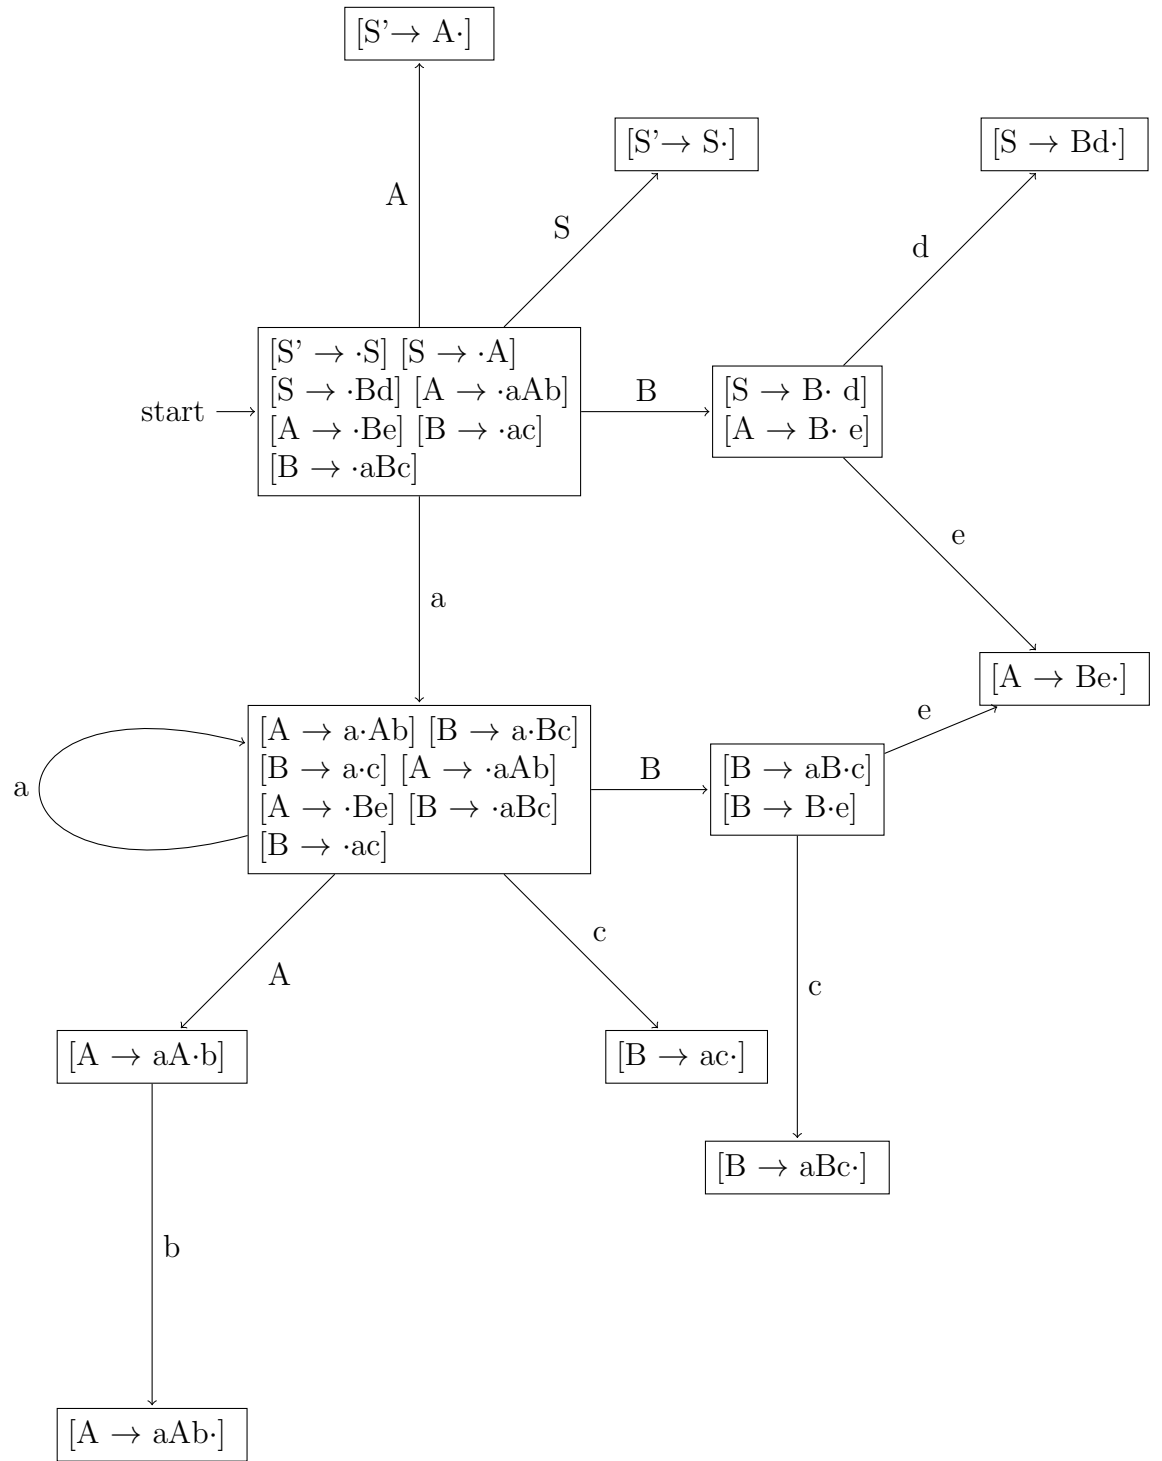 [S'→ A·]
[S'→ S·]
[S → Bd·]
A
S
d
start
[S' → ·S] [S → ·A]
[S → ·Bd] [A → ·aAb]
[A → ·Be] [B → ·ac]
[B → ·aBc]
B
[S → B· d]
[A → B· e]
e
a
[A → Be·]
e
a
[A → a·Ab] [B → a·Bc]
[B → a·c] [A → ·aAb]
[A → ·Be] [B → ·aBc]
[B → ·ac]
B
[B → aB·c]
[B → B·e]
c
A
c
[A → aA·b]
[B → ac·]
[B → aBc·]
b
[A → aAb·]